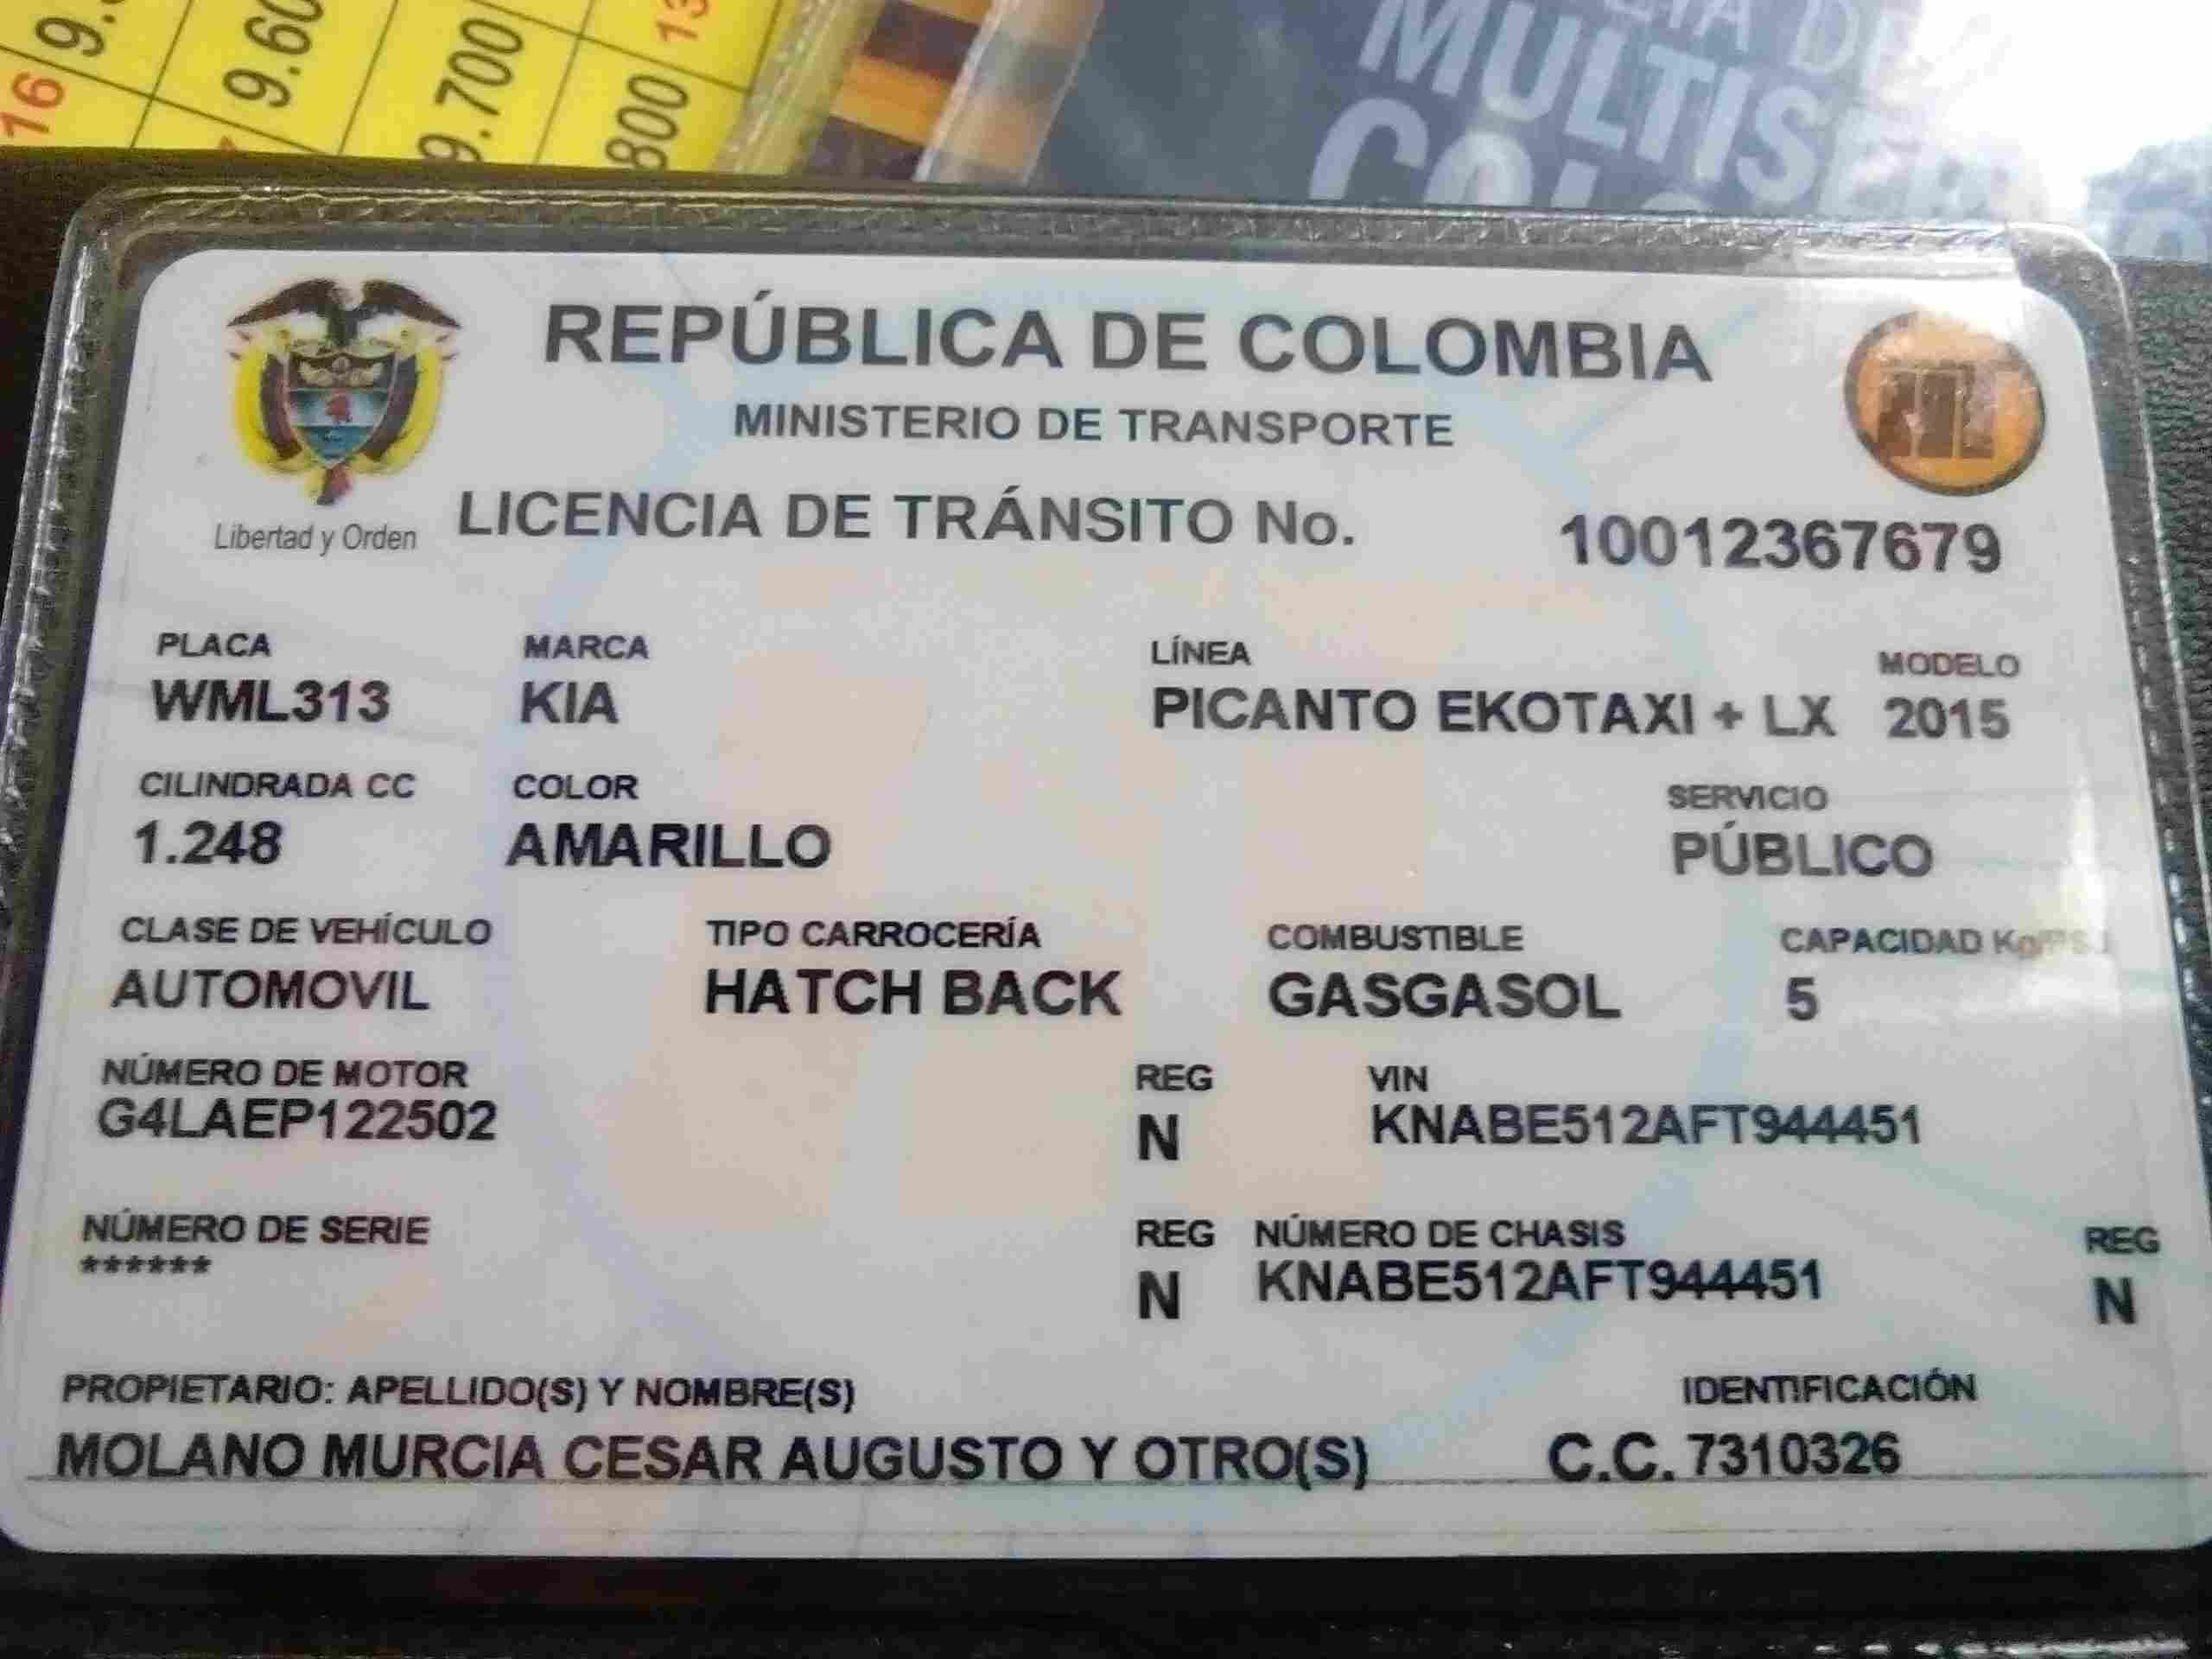 16 9.
9.60
9.700
800 13
MULTIS
COL
REPÚBLICA DE COLOMBIA
MINISTERIO DE TRANSPORTE
Libertad y Orden
LICENCIA DE TRÁNSITO No. 10012367679
PLACA MARCA LÍNEA MODELO
WML313 KIA PICANTO EKOTAXI + LX 2015
CILINDRADA CC COLOR SERVICIO
1.248 AMARILLO PÚBLICO
CLASE DE VEHÍCULO TIPO CARROCERÍA COMBUSTIBLE CAPACIDAD Kg/PSJ
AUTOMOVIL HATCH BACK GASGASOL 5
NÚMERO DE MOTOR REG VIN
G4LAEP122502 N KNABE512AFT944451
NÚMERO DE SERIE REG NÚMERO DE CHASIS REG
****** N KNABE512AFT944451 N
PROPIETARIO: APELLIDO(S) Y NOMBRE(S) IDENTIFICACIÓN
MOLANO MURCIA CESAR AUGUSTO Y OTRO(S) C.C. 7310326